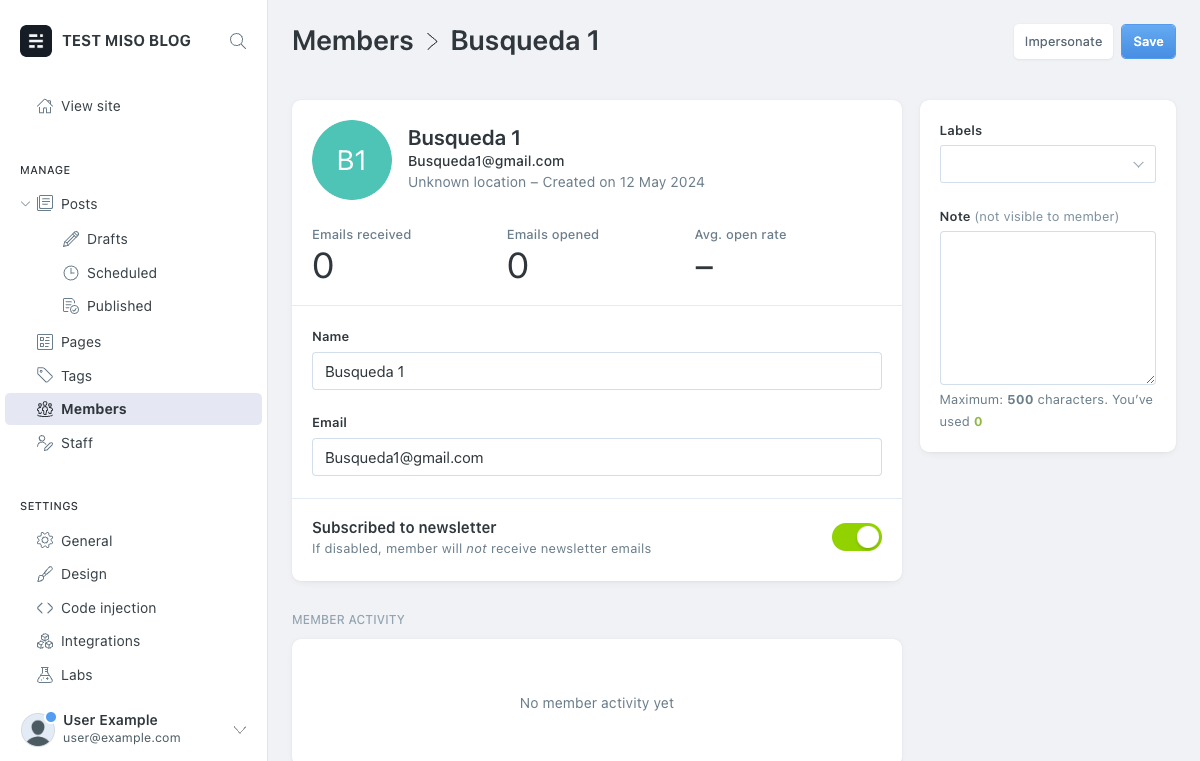 TEST MISO BLOG
View site
MANAGE
Posts
Drafts
Scheduled
Published
Pages
Tags
Members
Staff
SETTINGS
General
Design
Code injection
Integrations
Labs
User Example
user@example.com
Members > Busqueda 1
Impersonate
Save
B1
Busqueda 1
Busqueda1@gmail.com
Unknown location – Created on 12 May 2024
Emails received
0
Emails opened
0
Avg. open rate
–
Name
Busqueda 1
Email
Busqueda1@gmail.com
Subscribed to newsletter
If disabled, member will not receive newsletter emails
MEMBER ACTIVITY
No member activity yet
Labels
Note (not visible to member)
Maximum: 500 characters. You’ve
used 0